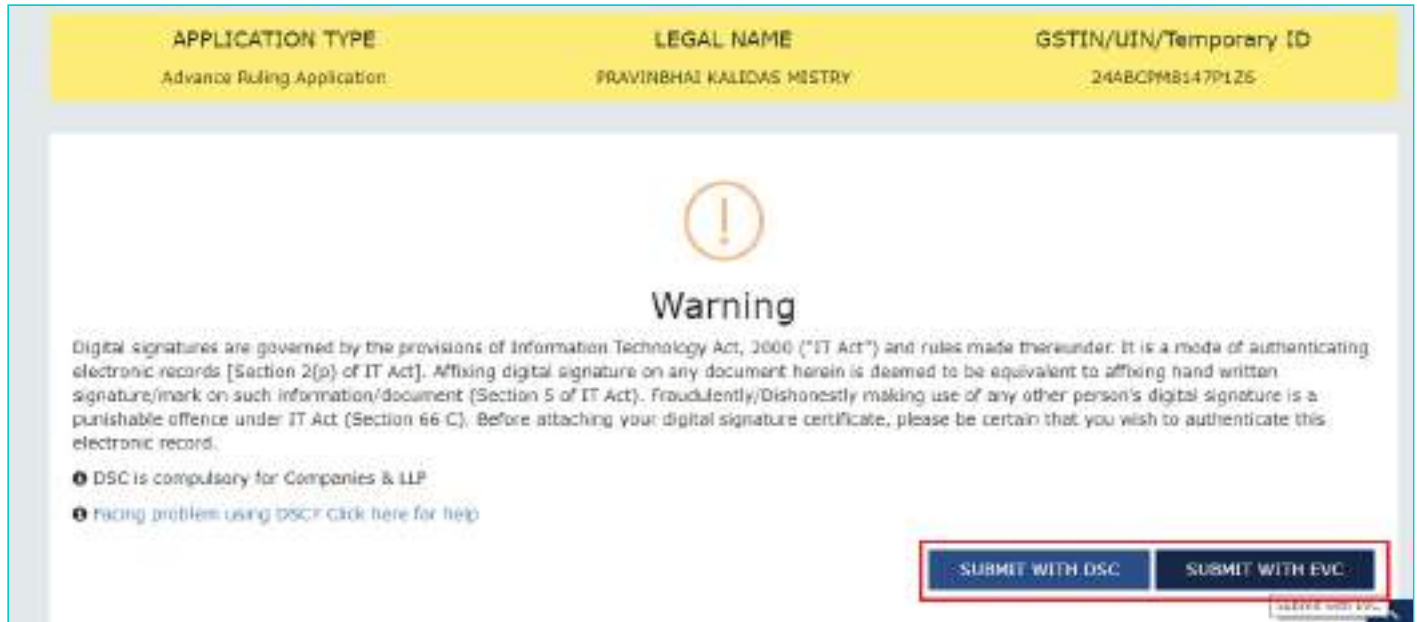 APPLICATION TYPE LEGAL NAME GSTIN/UIN/Temporary ID
Advance Ruling Application PRAVINBHAI KALIDAS MISTRY 24ABCPM8147P1Z6
Warning
Digital signatures are governed by the provisions of Information Technology Act, 2000 ("IT Act") and rules made thereunder. It is a mode of authenticating
electronic records [Section 2(p) of IT Act]. Affixing digital signature on any document herein is deemed to be equivalent to affixing hand written
signature/mark on such information/document (Section 5 of IT Act). Fraudulently/Dishonestly making use of any other person's digital signature is a
punishable offence under IT Act (Section 66 C). Before attaching your digital signature certificate, please be certain that you wish to authenticate this
electronic record.
DSC is compulsory for Companies & LLP
Facing problem using DSC? Click here for help
SUBMIT WITH DSC SUBMIT WITH EVC
Submit with EVC